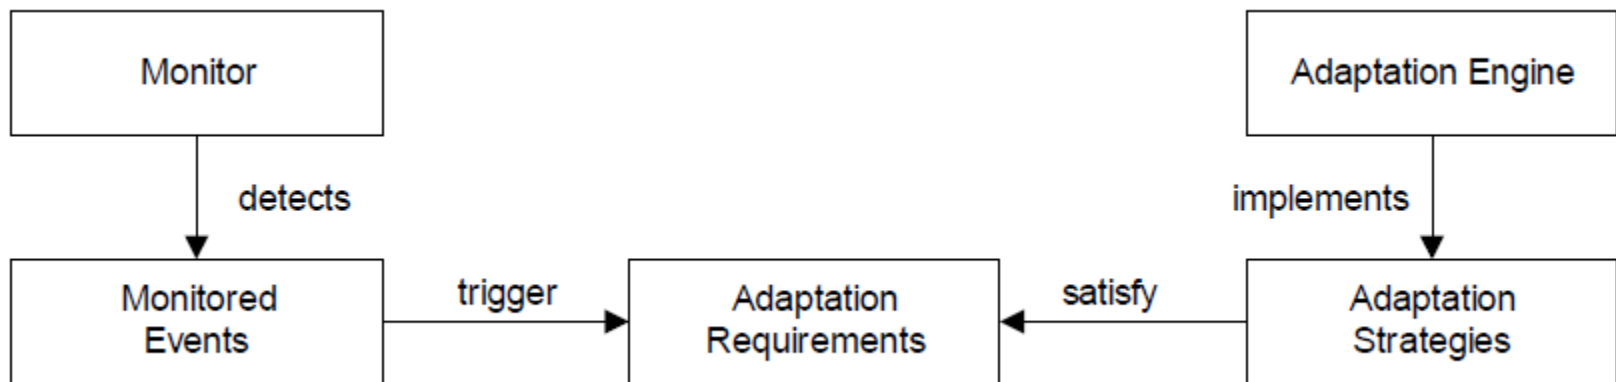 Monitor
Adaptation Engine
detects
implements
Monitored
Events
trigger
Adaptation
Requirements
satisfy
Adaptation
Strategies